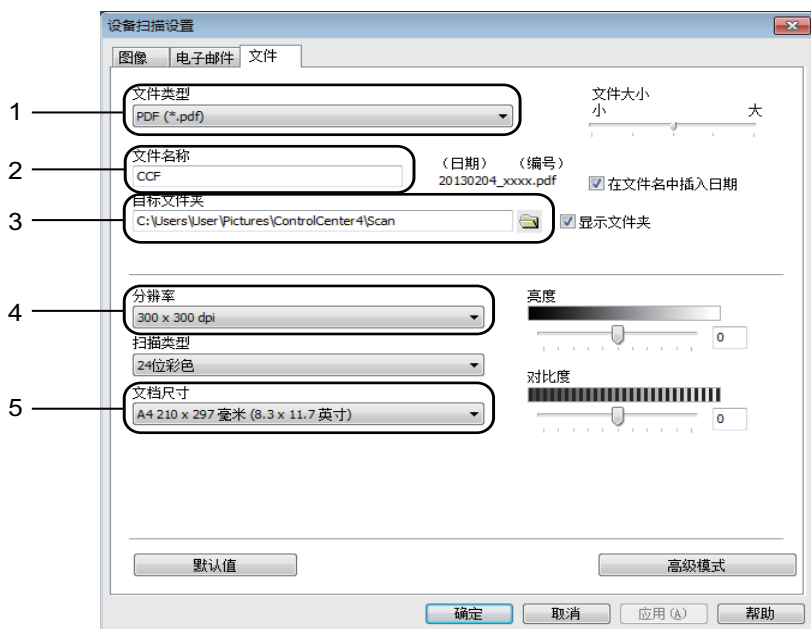 设备扫描设置
图像 电子邮件 文件
1 文件类型
PDF (*.pdf)
文件大小
小 大
2 文件名称
CCF
(日期) (编号)
20130204_xxxx.pdf
在文件名中插入日期
3 目标文件夹
C:\Users\User\Pictures\ControlCenter4\Scan
显示文件夹
4 分辨率
300 x 300 dpi
亮度
0
扫描类型
24位彩色
对比度
0
5 文档尺寸
A4 210 x 297 毫米 (8.3 x 11.7 英寸)
默认值 高级模式
确定 取消 应用(A) 帮助